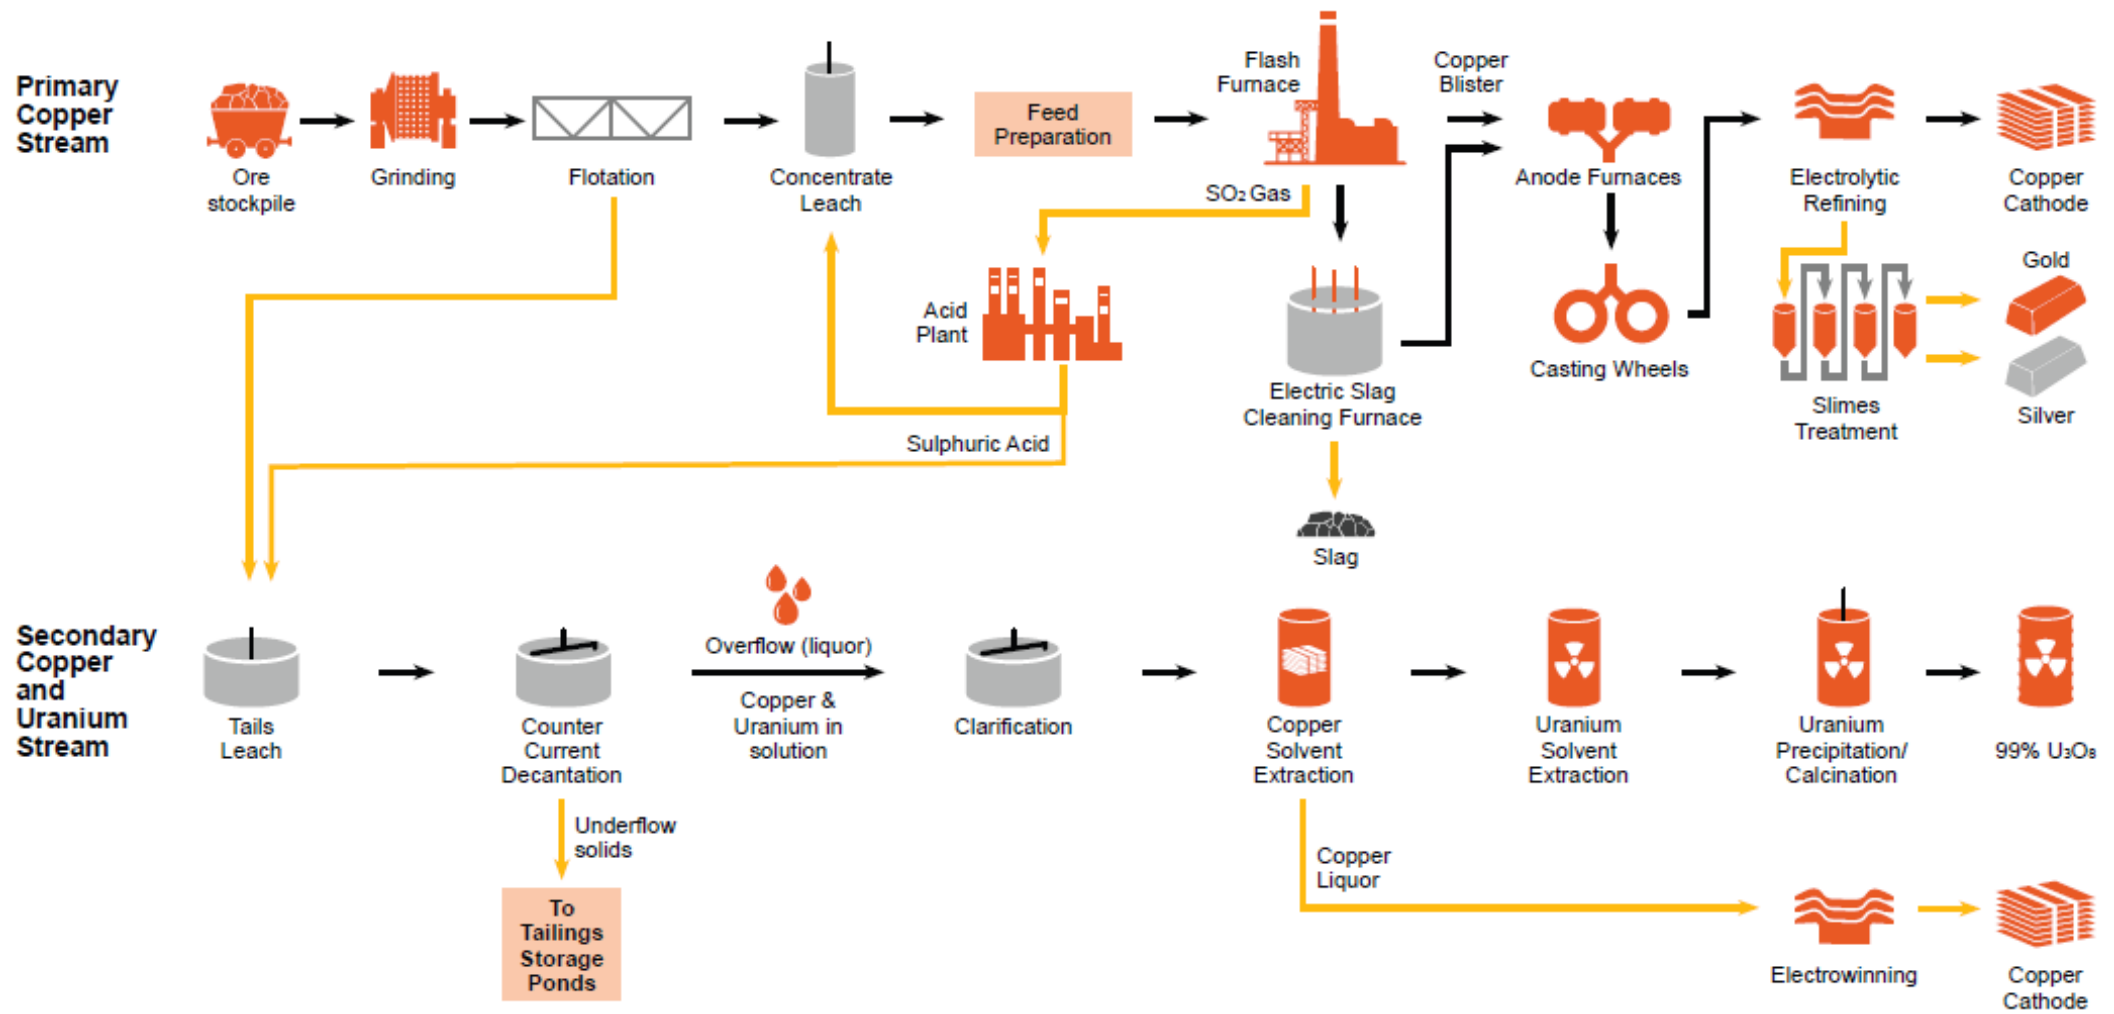 Primary
Copper
Stream
Ore
stockpile
Grinding
Flotation
Concentrate
Leach
Feed
Preparation
Flash
Furnace
Copper
Blister
Anode Furnaces
Electrolytic
Refining
Copper
Cathode
SO₂ Gas
Acid
Plant
Sulphuric Acid
Electric Slag
Cleaning Furnace
Slag
Casting Wheels
Slimes
Treatment
Gold
Silver
Secondary
Copper
and
Uranium
Stream
Tails
Leach
Counter
Current
Decantation
Overflow (liquor)
Copper &
Uranium in
solution
Clarification
Copper
Solvent
Extraction
Uranium
Solvent
Extraction
Uranium
Precipitation/
Calcination
99% U₃O₈
Underflow
solids
To
Tailings
Storage
Ponds
Copper
Liquor
Electrowinning
Copper
Cathode